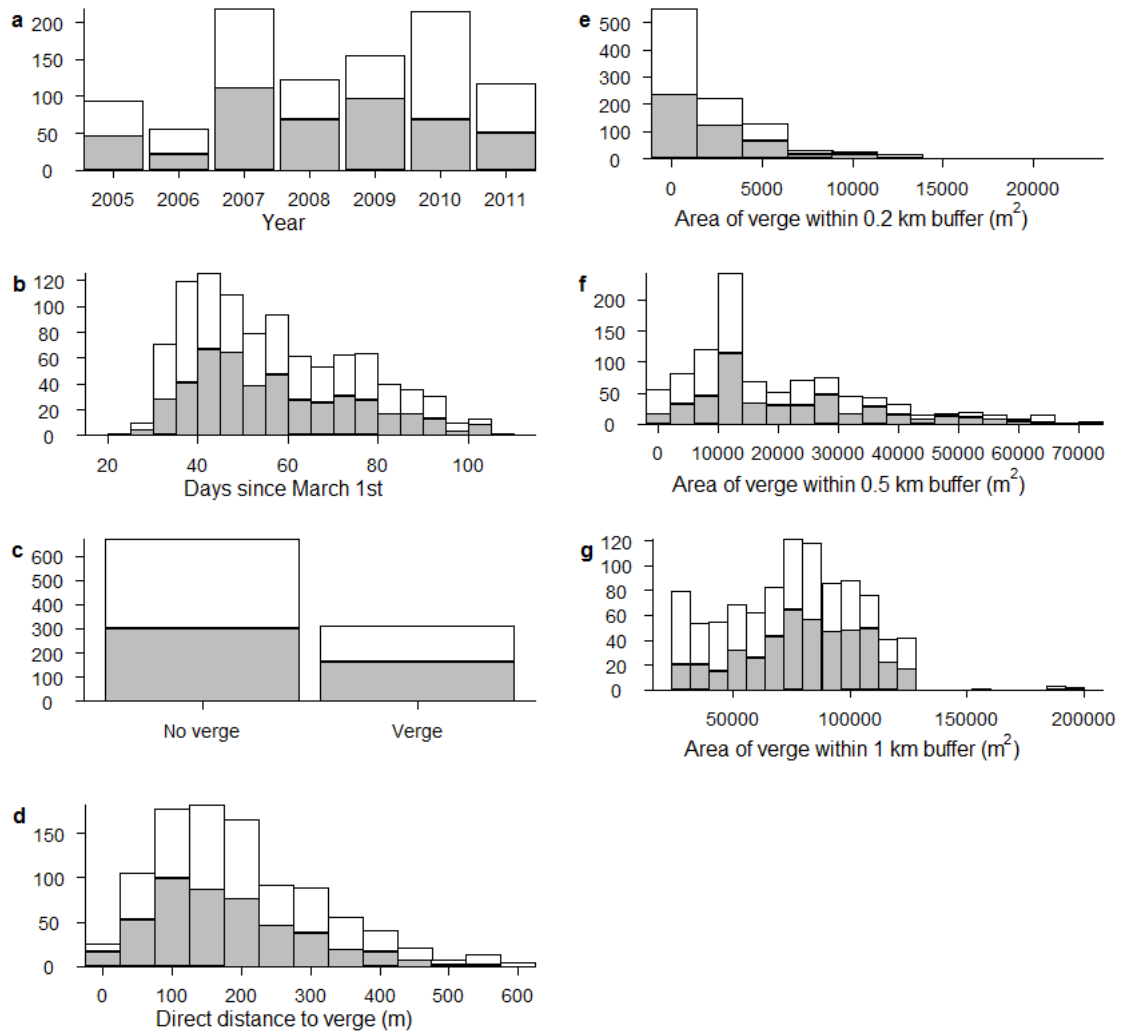 a
200
150
100
50
0
2005 2006 2007 2008 2009 2010 2011
Year
b
120
100
80
60
40
20
0
20 40 60 80 100
Days since March 1st
c
600
500
400
300
200
100
0
No verge Verge
d
150
100
50
0
0 100 200 300 400 500 600
Direct distance to verge (m)
e
500
400
300
200
100
0
0 5000 10000 15000 20000
Area of verge within 0.2 km buffer (m²)
f
200
150
100
50
0
0 10000 20000 30000 40000 50000 60000 70000
Area of verge within 0.5 km buffer (m²)
g
120
100
80
60
40
20
0
50000 100000 150000 200000
Area of verge within 1 km buffer (m²)